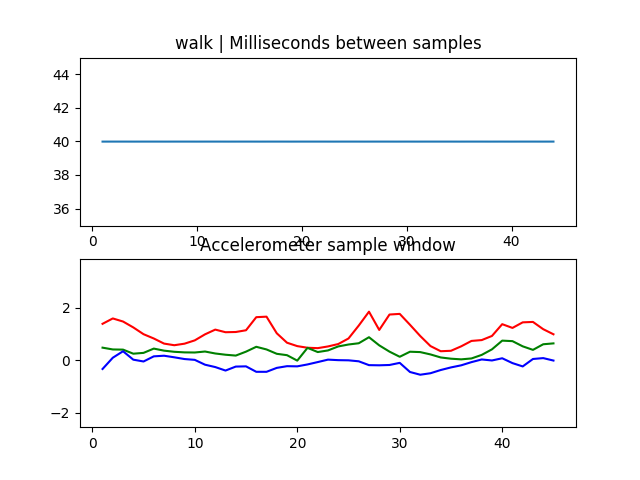 walk | Milliseconds between samples
44
42
40
38
36
0 10 20 30 40
Accelerometer sample window
2
0
−2
0 10 20 30 40